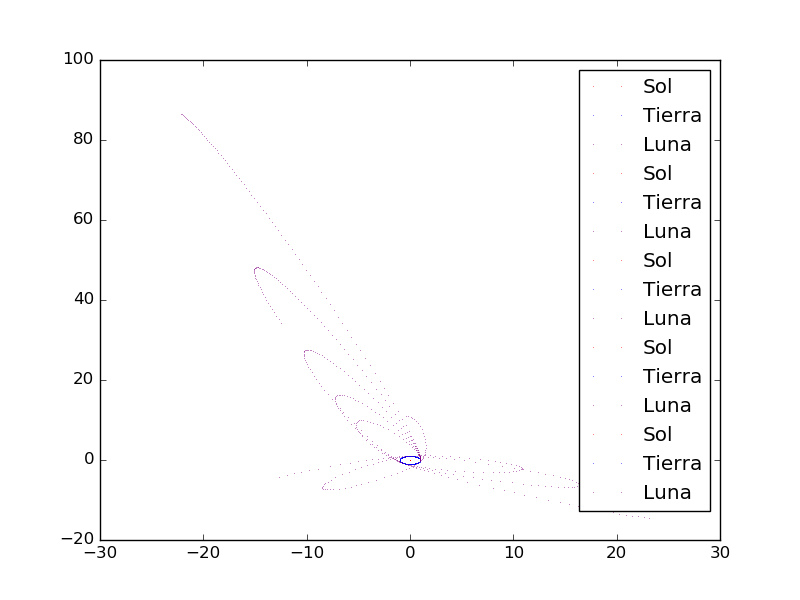 100
80
60
40
20
0
−20
−30
−20
−10
0
10
20
30
Sol
Tierra
Luna
Sol
Tierra
Luna
Sol
Tierra
Luna
Sol
Tierra
Luna
Sol
Tierra
Luna